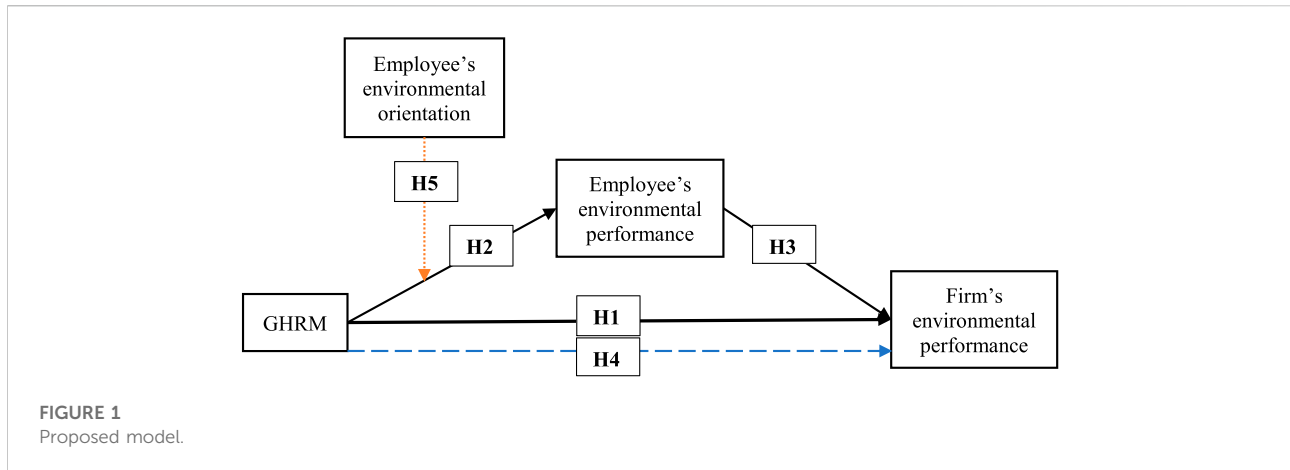 Employee's
environmental
orientation
H5
Employee's
environmental
performance
H2
H3
GHRM
H1
H4
Firm's
environmental
performance
FIGURE 1
Proposed model.